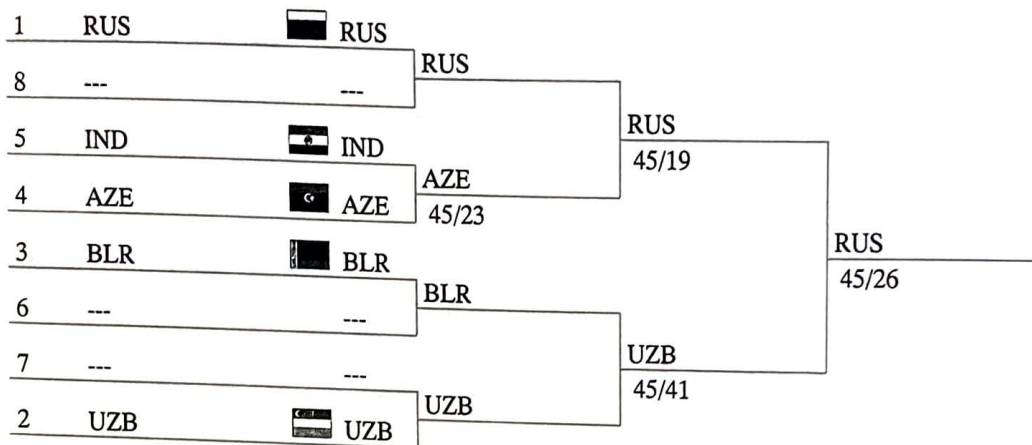 1 RUS RUS
RUS
8 --- ---
RUS
45/19
5 IND IND
AZE
45/23
4 AZE AZE
RUS
45/26
3 BLR BLR
BLR
6 --- ---
UZB
45/41
7 --- ---
UZB
2 UZB UZB